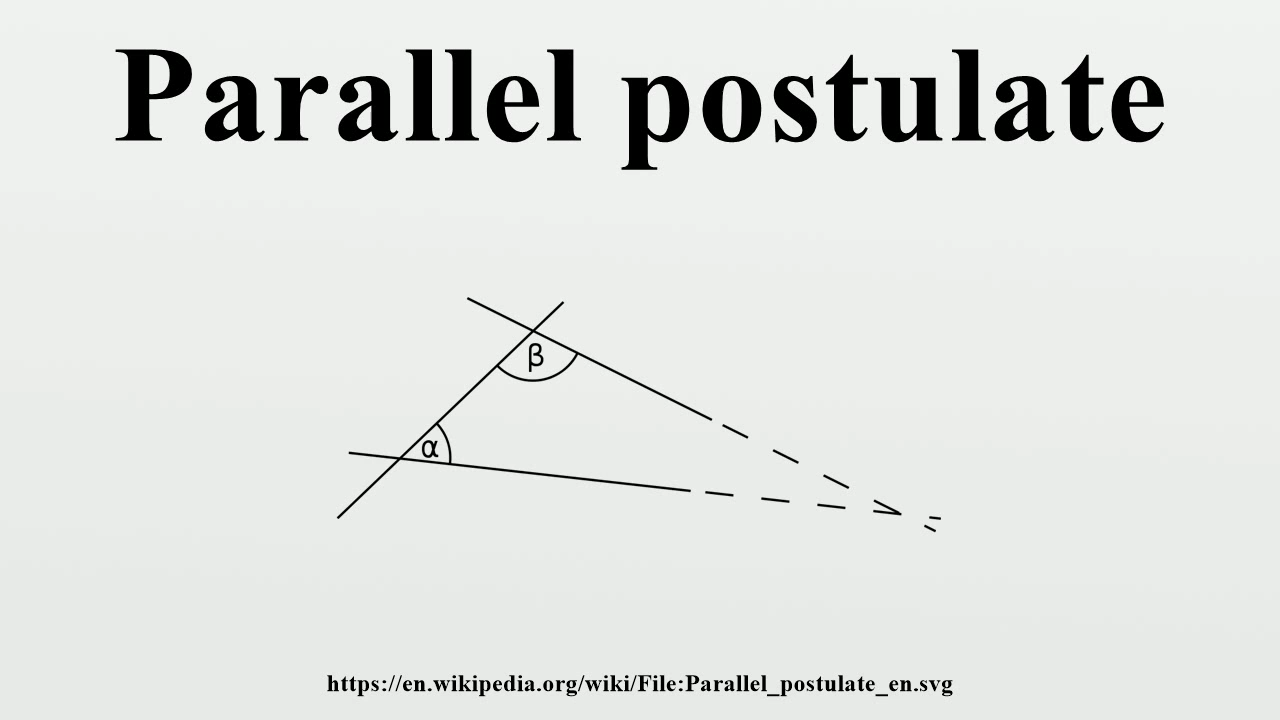 Parallel postulate
β
α
https://en.wikipedia.org/wiki/File:Parallel_postulate_en.svg